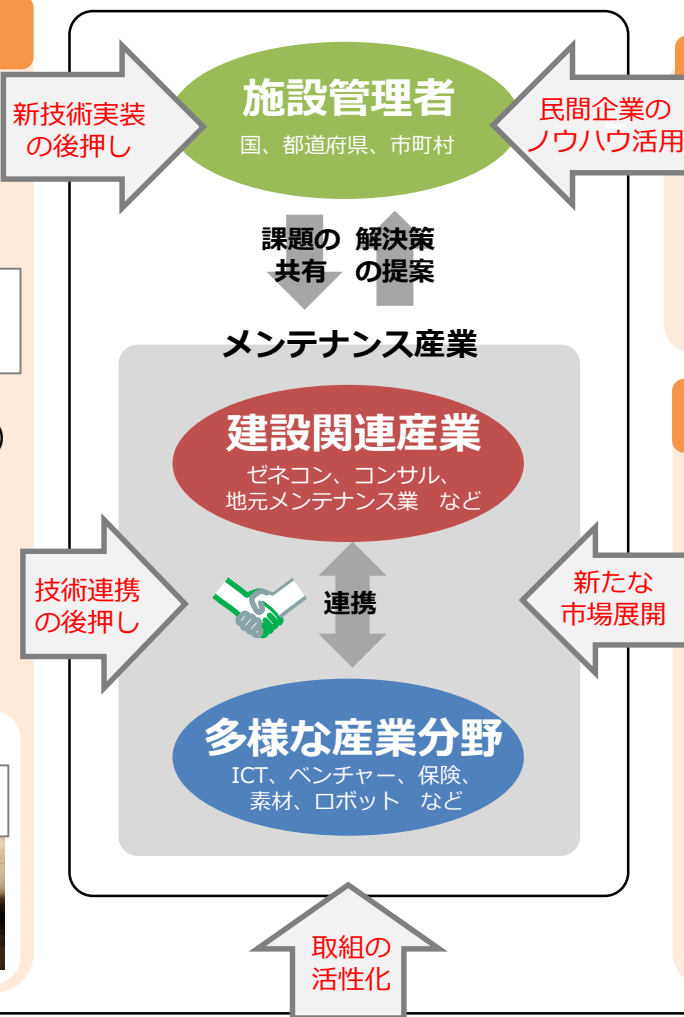 施設管理者
国、都道府県、市町村
新技術実装
の後押し
民間企業の
ノウハウ活用
課題の
共有
解決策
の提案
メンテナンス産業
建設関連産業
ゼネコン、コンサル、
地元メンテナンス業　など
技術連携
の後押し
連携
新たな
市場展開
多様な産業分野
ICT、ベンチャー、保険、
素材、ロボット　など
取組の
活性化